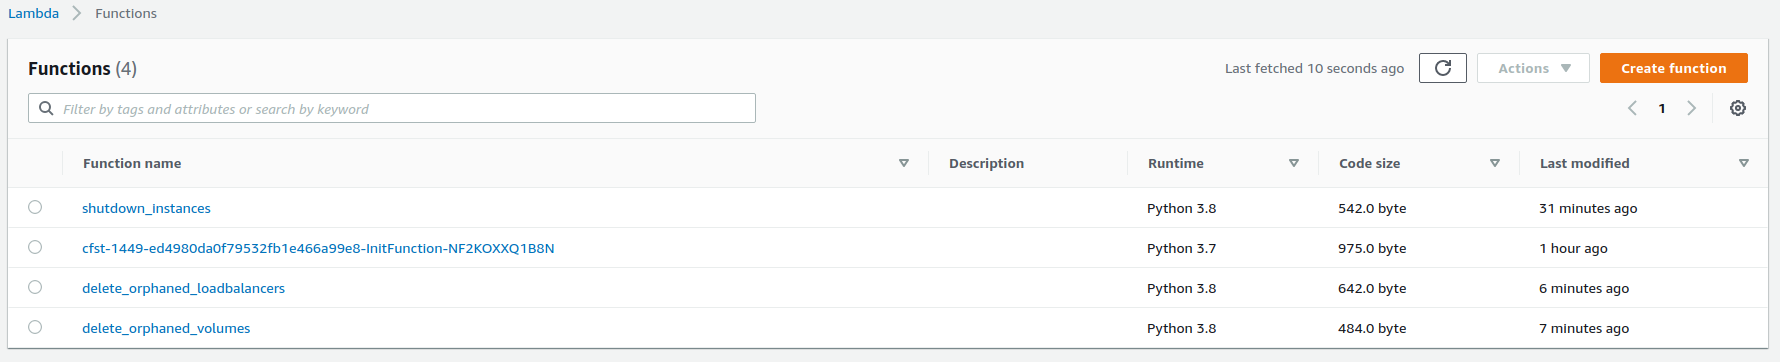 Lambda Functions
Functions (4) Last fetched 10 seconds ago Actions Create function
Filter by tags and attributes or search by keyword 1
Function name Description Runtime Code size Last modified
shutdown_instances Python 3.8 542.0 byte 31 minutes ago
cfst-1449-ed4980da0f79532fb1e466a99e8-InitFunction-NF2KOXXQ1B8N Python 3.7 975.0 byte 1 hour ago
delete_orphaned_loadbalancers Python 3.8 642.0 byte 6 minutes ago
delete_orphaned_volumes Python 3.8 484.0 byte 7 minutes ago